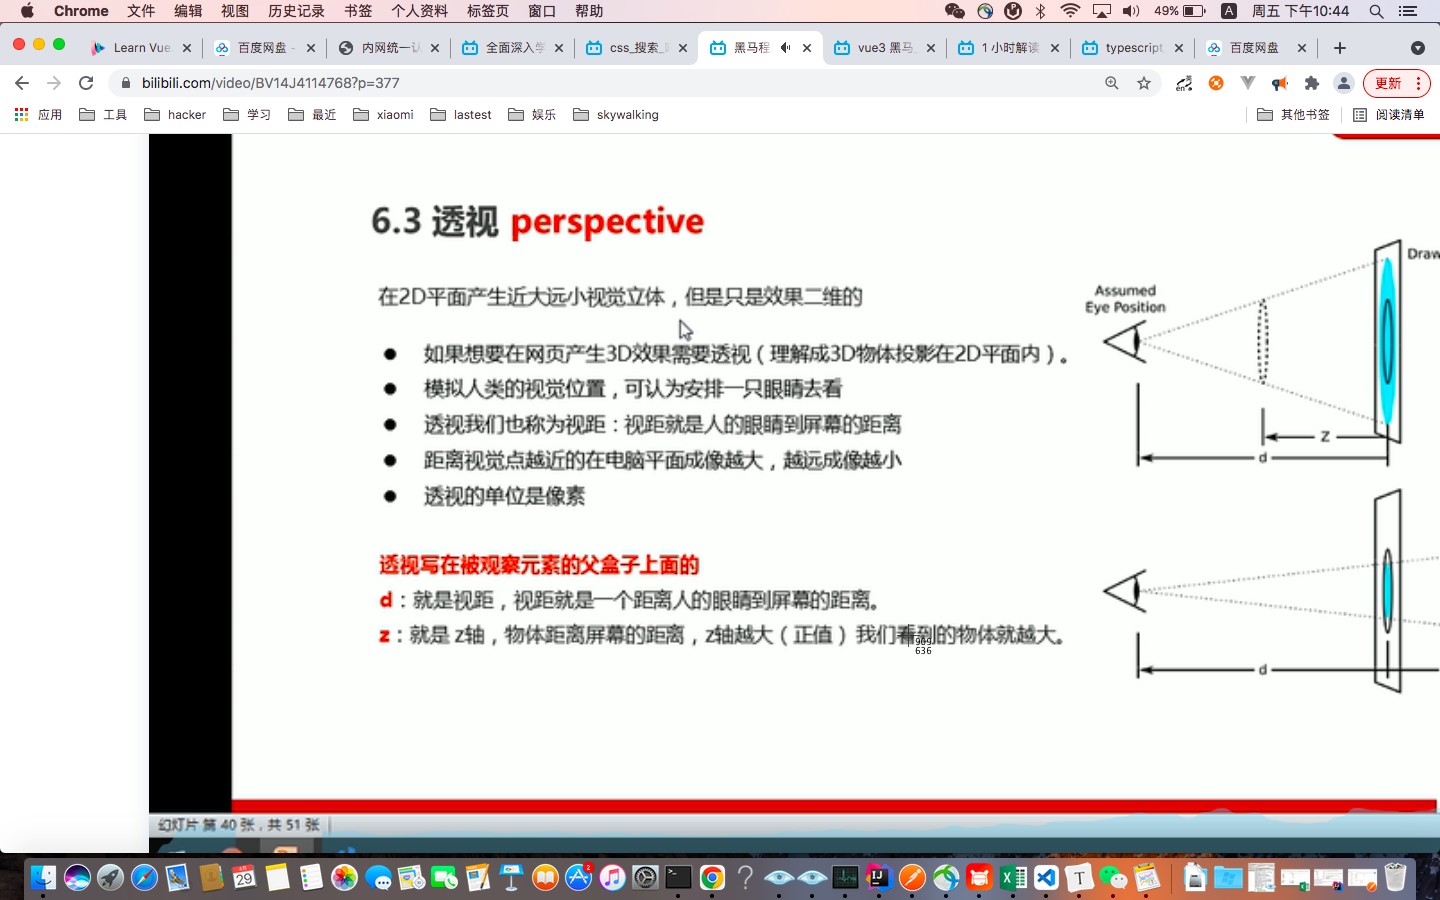 Chrome 文件 编辑 视图 历史记录 书签 个人资料 标签页 窗口 帮助 49% A 周五 下午10:44
Learn Vue 百度网盘 - 内网统一认 全面深入学 css_搜索_ 黑马程 vue3 黑马 1 小时解读 typescript 百度网盘
bilibili.com/video/BV14J4114768?p=377 en 更新
应用 工具 hacker 学习 最近 xiaomi lastest 娱乐 skywalking 其他书签 阅读清单
6.3 透视 perspective
在2D平面产生近大远小视觉立体，但是只是效果二维的
如果想要在网页产生3D效果需要透视（理解成3D物体投影在2D平面内）。
模拟人类的视觉位置，可认为安排一只眼睛去看
透视我们也称为视距：视距就是人的眼睛到屏幕的距离
距离视觉点越近的在电脑平面成像越大，越远成像越小
透视的单位是像素
透视写在被观察元素的父盒子上面的
d：就是视距，视距就是一个距离人的眼睛到屏幕的距离。
z：就是 z轴，物体距离屏幕的距离，z轴越大（正值） 我们看到的物体就越大。
909
636
Assumed
Eye Position
Draw
Z
d
d
幻灯片 第 40 张，共 51 张
29
2